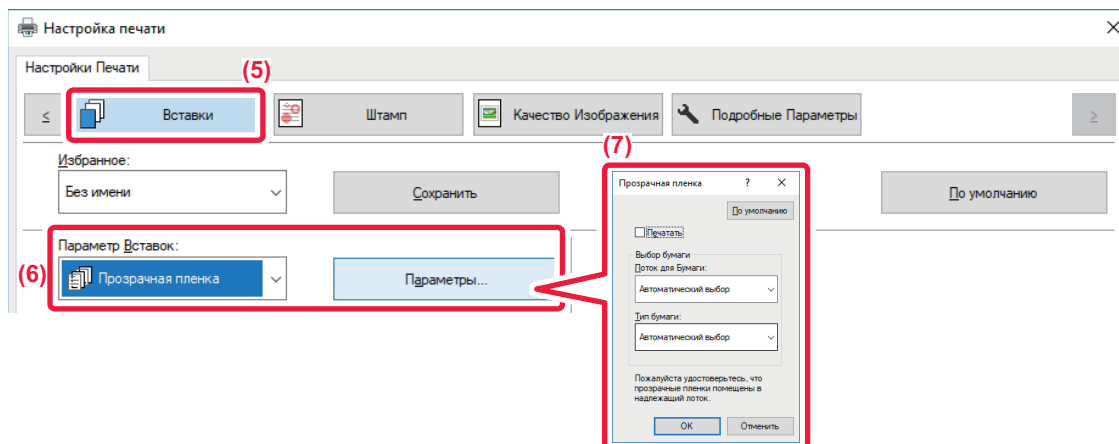 Настройка печати
Настройки Печати
(5)
<
Вставки
Штамп
Качество Изображения
Подробные Параметры
>
(7)
Избранное:
Без имени
Сохранить
По умолчанию
(6)
Параметр Вставок:
Прозрачная пленка
Параметры...
Прозрачная пленка ?
По умолчанию
Печатать
Выбор бумаги
Лоток для Бумаги:
Автоматический выбор
Тип бумаги:
Автоматический выбор
Пожалуйста удостоверьтесь, что
прозрачные пленки помещены в
надлежащий лоток.
OK
Отменить